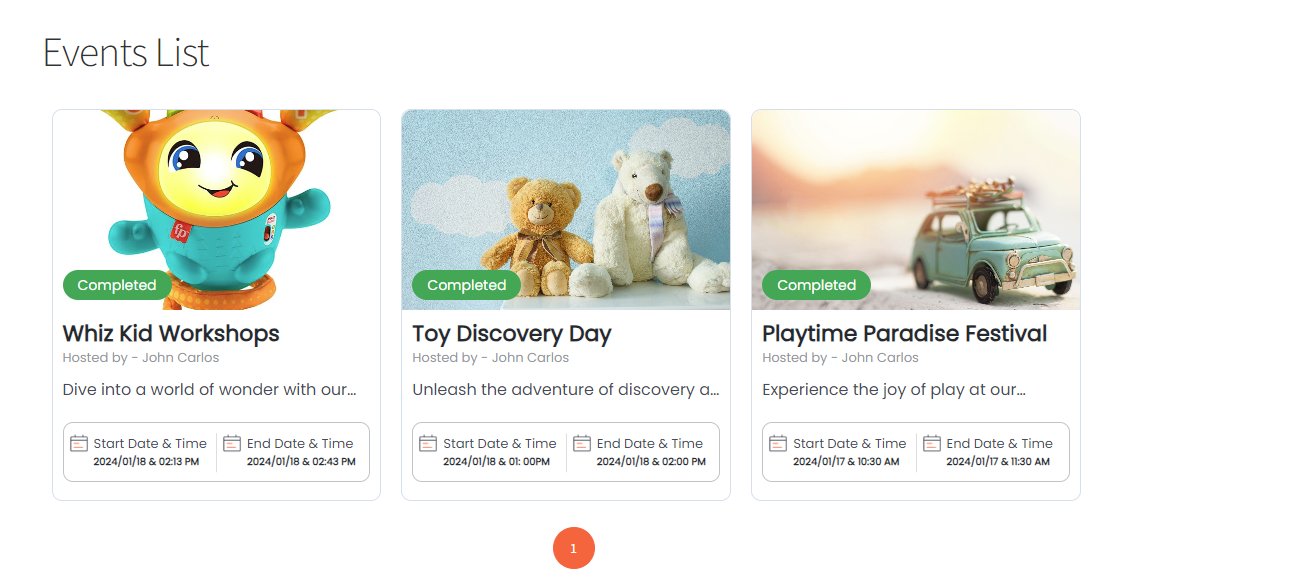 Events List
fp
Completed
Whiz Kid Workshops
Hosted by - John Carlos
Dive into a world of wonder with our...
Start Date & Time
2024/01/18 & 02:13 PM
End Date & Time
2024/01/18 & 02:43 PM
Completed
Toy Discovery Day
Hosted by - John Carlos
Unleash the adventure of discovery a...
Start Date & Time
2024/01/18 & 01: 00PM
End Date & Time
2024/01/18 & 02:00 PM
Completed
Playtime Paradise Festival
Hosted by - John Carlos
Experience the joy of play at our...
Start Date & Time
2024/01/17 & 10:30 AM
End Date & Time
2024/01/17 & 11:30 AM
1